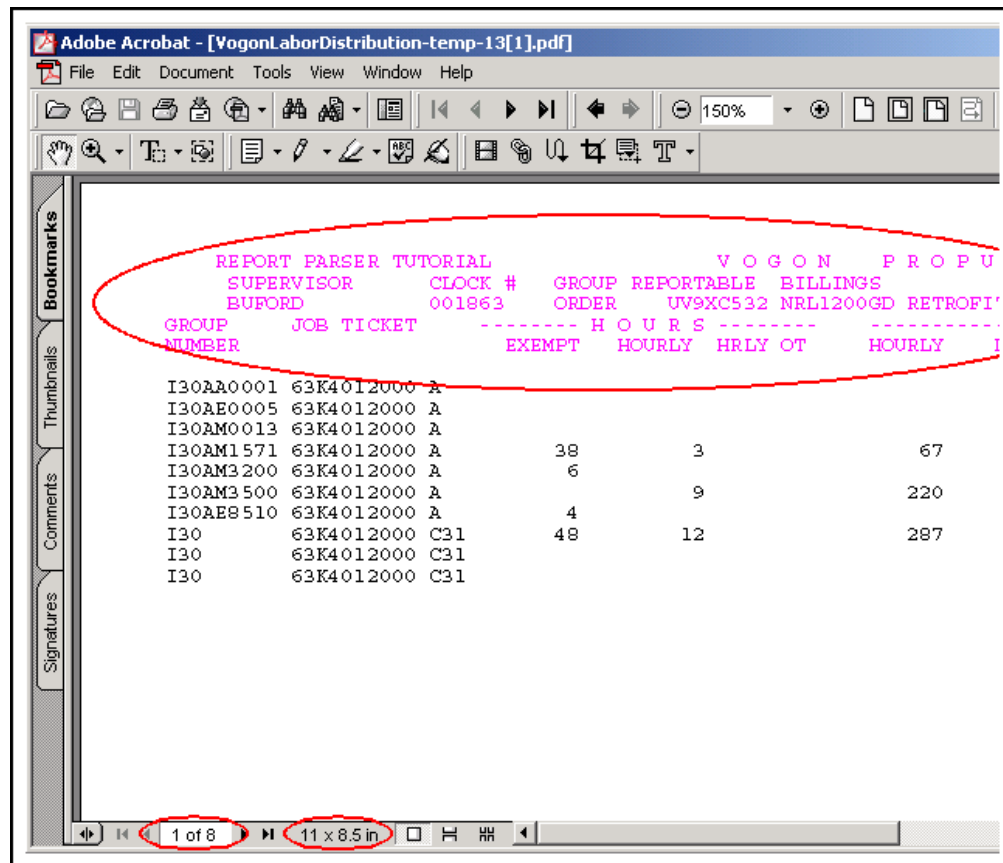 Adobe Acrobat - [VogonLaborDistribution-temp-13[1].pdf]
File Edit Document Tools View Window Help
150%
Bookmarks
Thumbnails
Comments
Signatures
REPORT PARSER TUTORIAL V O G O N P R O P U
SUPERVISOR CLOCK # GROUP REPORTABLE BILLINGS
BUFORD 001863 ORDER UV9XC532 NRL1200GD RETROFI
GROUP JOB TICKET -------- H O U R S -------- -----------
NUMBER EXEMPT HOURLY HRLY OT HOURLY
I30AA0001 63K4012000 A
I30AE0005 63K4012000 A
I30AM0013 63K4012000 A
I30AM1571 63K4012000 A 38 3 67
I30AM3200 63K4012000 A 6
I30AM3500 63K4012000 A 9 220
I30AE8510 63K4012000 A 4
I30 63K4012000 C31 48 12 287
I30 63K4012000 C31
I30 63K4012000 C31
1 of 8 11 x 8.5 in